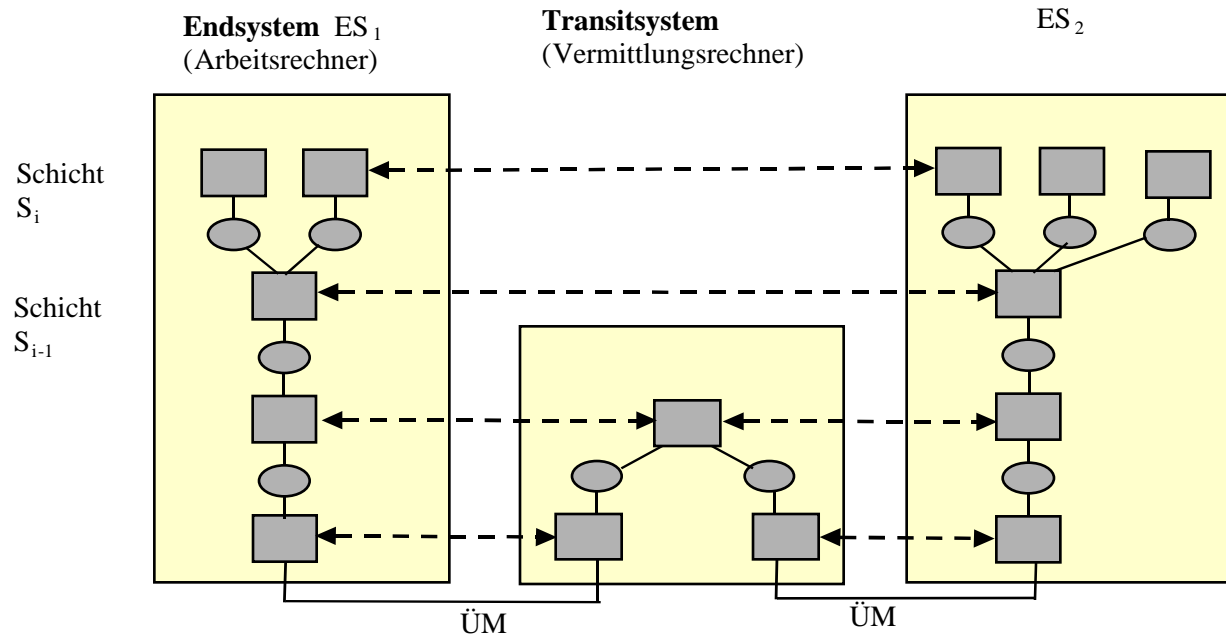 Endsystem ES1
(Arbeitsrechner)
Transitsystem
(Vermittlungsrechner)
ES2
Schicht
Si
Schicht
Si-1
ÜM
ÜM